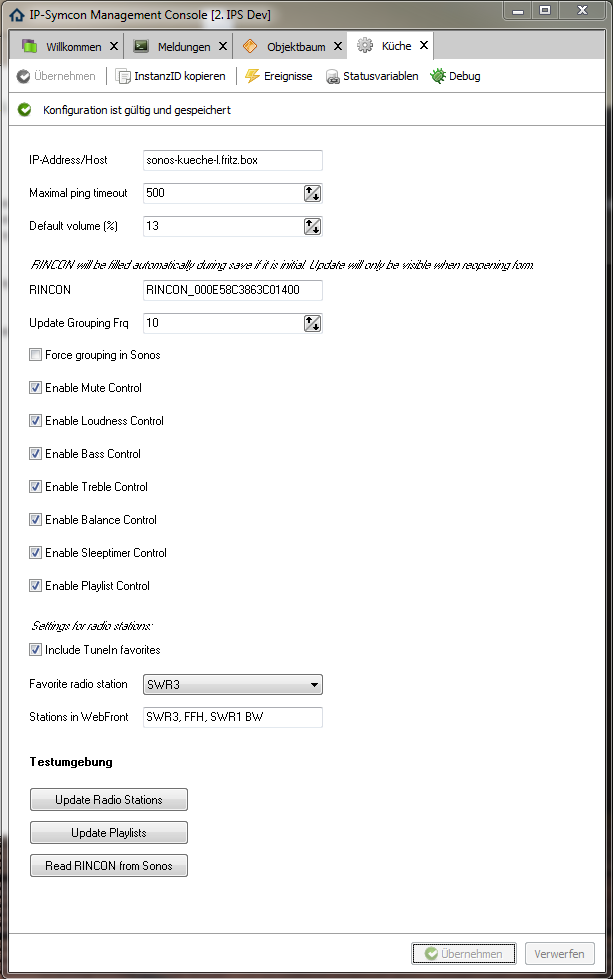 IP-Symcon Management Console [2. IPS Dev]
Willkommen Meldungen Objektbaum Küche
Übernehmen InstanzID kopieren Ereignisse Statusvariablen Debug
Konfiguration ist gültig und gespeichert
IP-Address/Host sonos-kueche-l.fritz.box
Maximal ping timeout 500
Default volume (%) 13
RINCON will be filled automatically during save if it is initial. Update will only be visible when reopening form.
RINCON RINCON_000E58C3863C01400
Update Grouping Frq 10
Force grouping in Sonos
Enable Mute Control
Enable Loudness Control
Enable Bass Control
Enable Treble Control
Enable Balance Control
Enable Sleeptimer Control
Enable Playlist Control
Settings for radio stations:
Include TuneIn favorites
Favorite radio station SWR3
Stations in WebFront SWR3, FFH, SWR1 BW
Testumgebung
Update Radio Stations
Update Playlists
Read RINCON from Sonos
Übernehmen Verwerfen